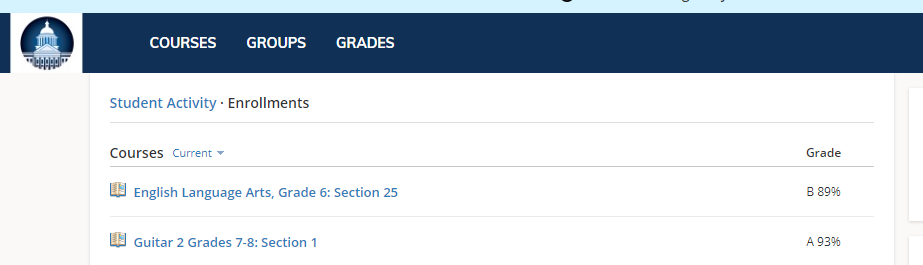 COURSES GROUPS GRADES
Student Activity · Enrollments
Courses Current Grade
English Language Arts, Grade 6: Section 25 B 89%
Guitar 2 Grades 7-8: Section 1 A 93%